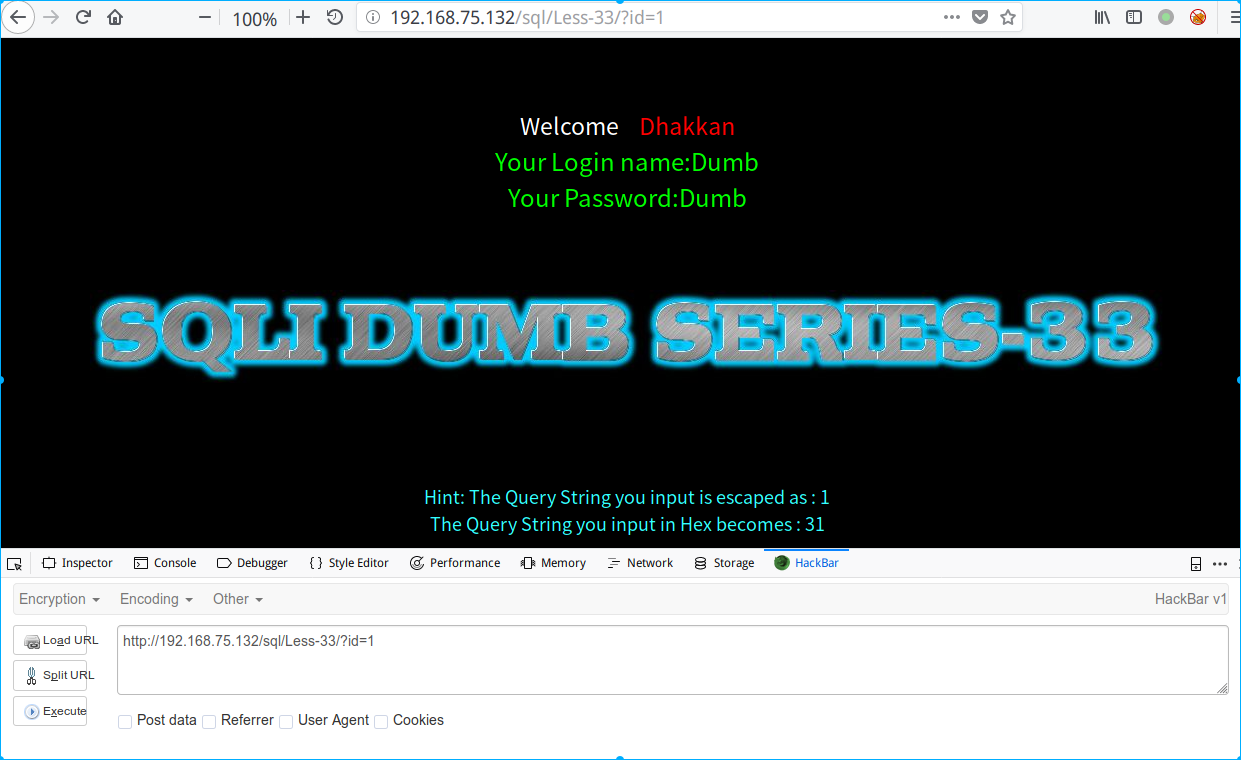 100% 192.168.75.132/sql/Less-33/?id=1
Welcome Dhakkan
Your Login name:Dumb
Your Password:Dumb
SQLI DUMB SERIES-33
Hint: The Query String you input is escaped as : 1
The Query String you input in Hex becomes : 31
Inspector Console Debugger { } Style Editor Performance Memory Network Storage HackBar
Encryption Encoding Other HackBar v1
Load URL http://192.168.75.132/sql/Less-33/?id=1
Split URL
Execute
Post data Referrer User Agent Cookies